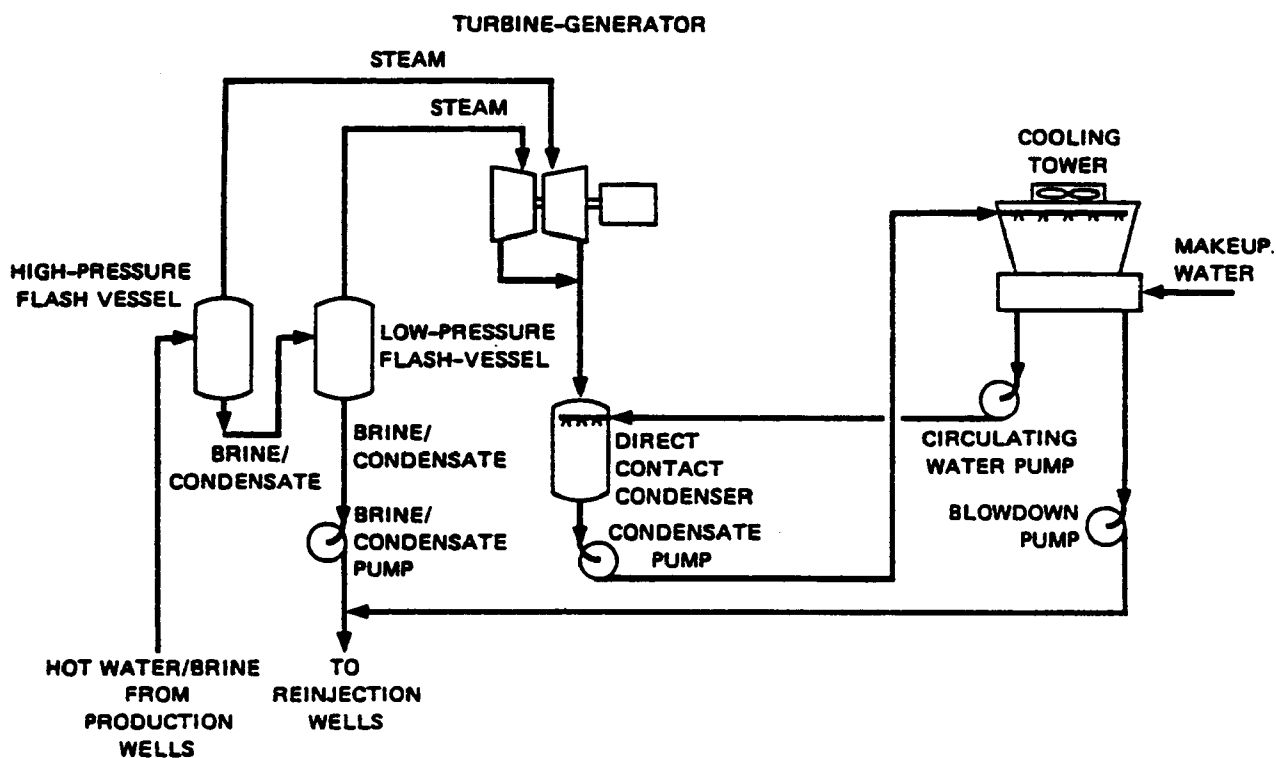 TURBINE-GENERATOR
STEAM
STEAM
COOLING
TOWER
MAKEUP.
WATER
HIGH-PRESSURE
FLASH VESSEL
LOW-PRESSURE
FLASH-VESSEL
BRINE/
CONDENSATE
BRINE/
CONDENSATE
DIRECT
CONTACT
CONDENSER
CIRCULATING
WATER PUMP
BRINE/
CONDENSATE
PUMP
CONDENSATE
PUMP
BLOWDOWN
PUMP
HOT WATER/BRINE
FROM
PRODUCTION
WELLS
TO
REINJECTION
WELLS